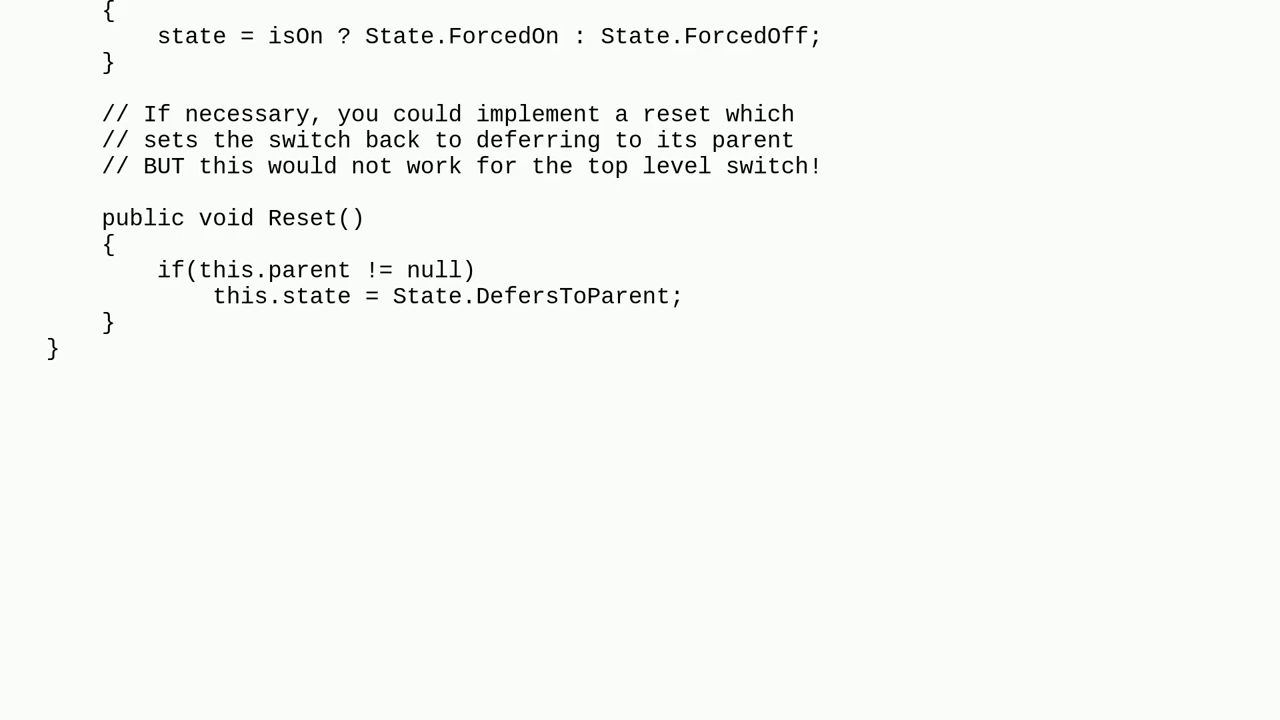 {
state = isOn ? State.ForcedOn : State.ForcedOff;
}
// If necessary, you could implement a reset which
// sets the switch back to deferring to its parent
// BUT this would not work for the top level switch!
public void Reset()
{
if(this.parent != null)
this.state = State.DefersToParent;
}
}